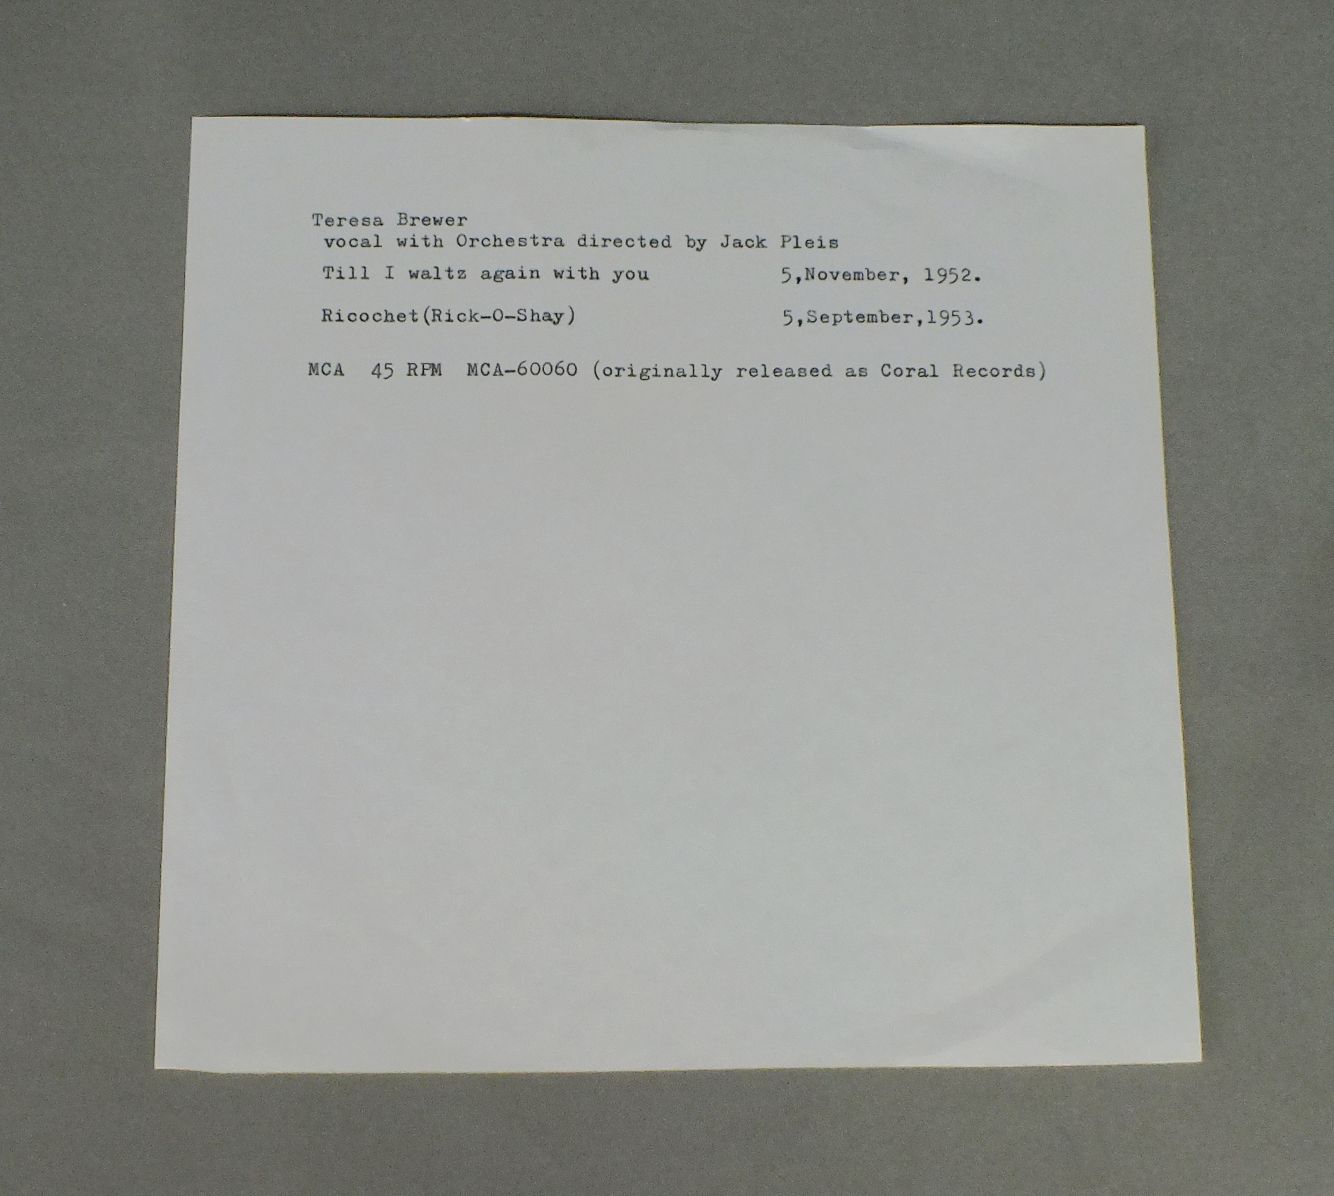 Teresa Brewer
vocal with Orchestra directed by Jack Pleis
Till I waltz again with you 5,November, 1952.
Ricochet(Rick-O-Shay) 5,September,1953.
MCA 45 RPM MCA-60060 (originally released as Coral Records)